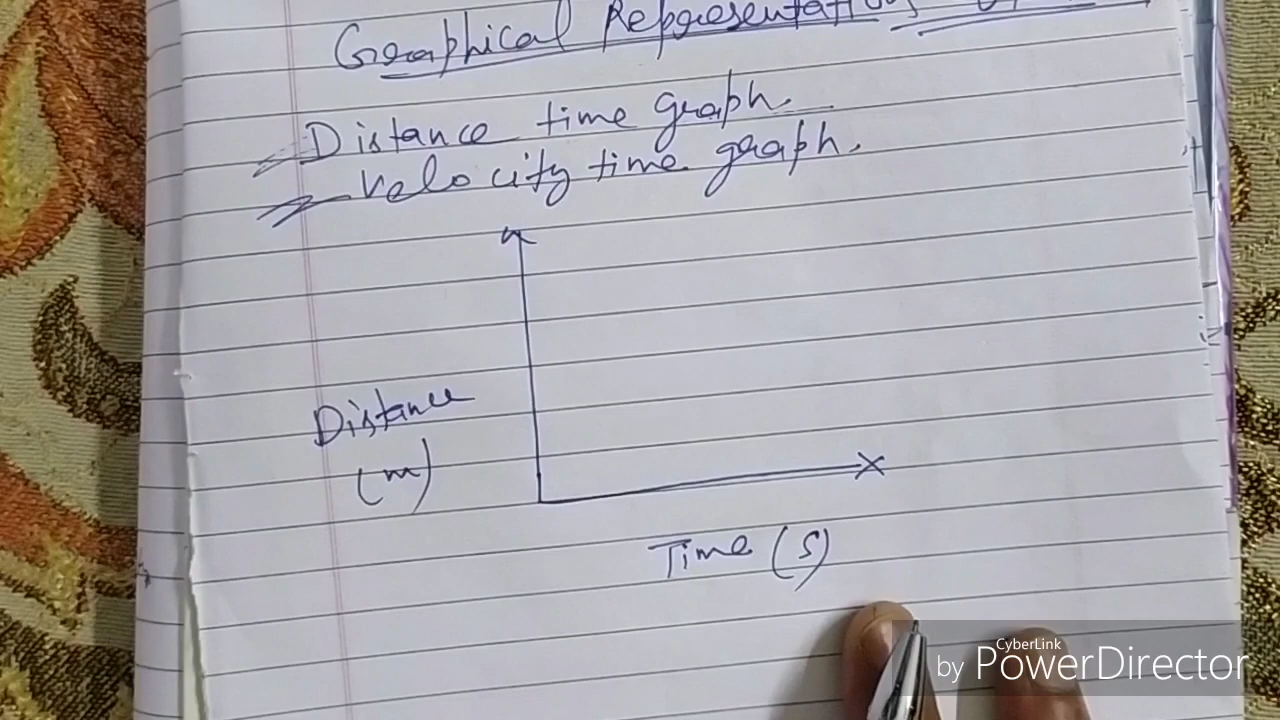 Graphical Representation
Distance time graph.
Velocity time graph.
Distance
(m)
Time (s)
CyberLink
by PowerDirector